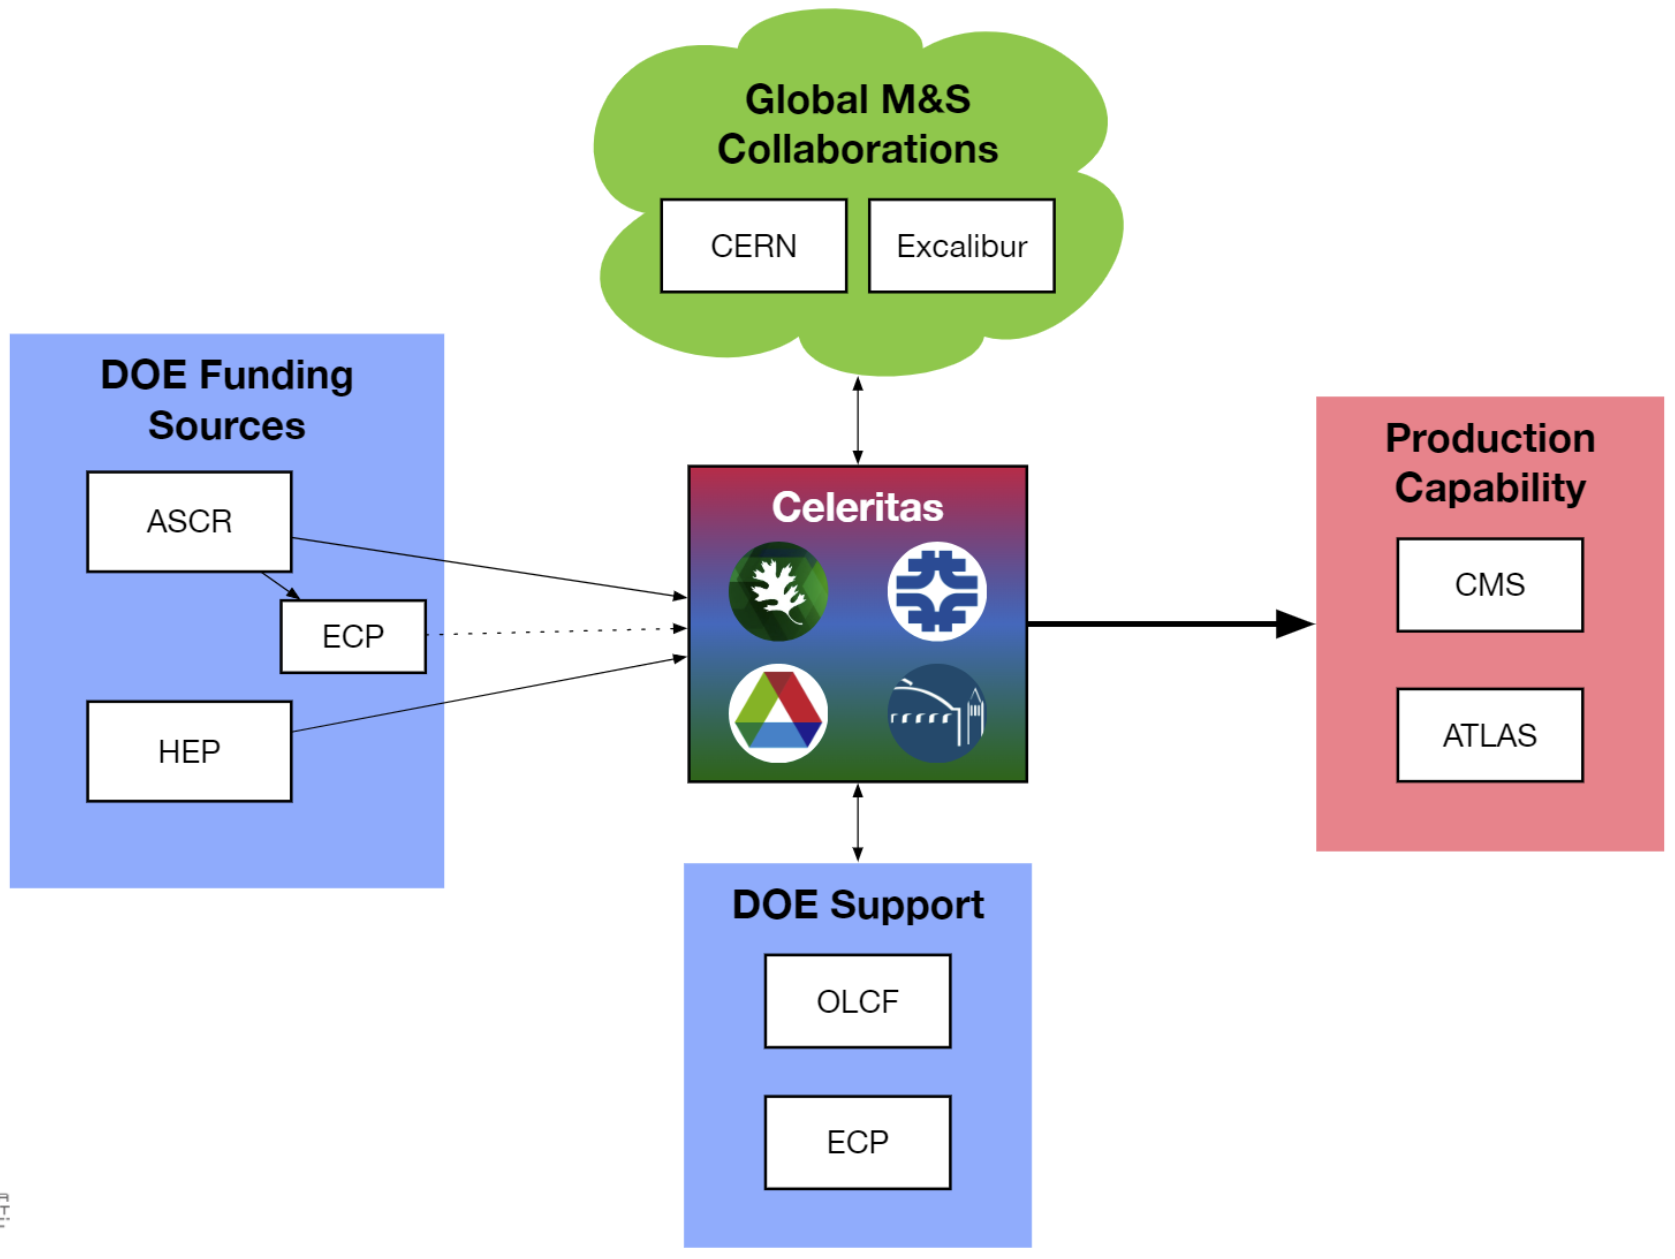 Global M&S
Collaborations
CERN
Excalibur
DOE Funding
Sources
ASCR
ECP
HEP
Celeritas
Production
Capability
CMS
ATLAS
DOE Support
OLCF
ECP